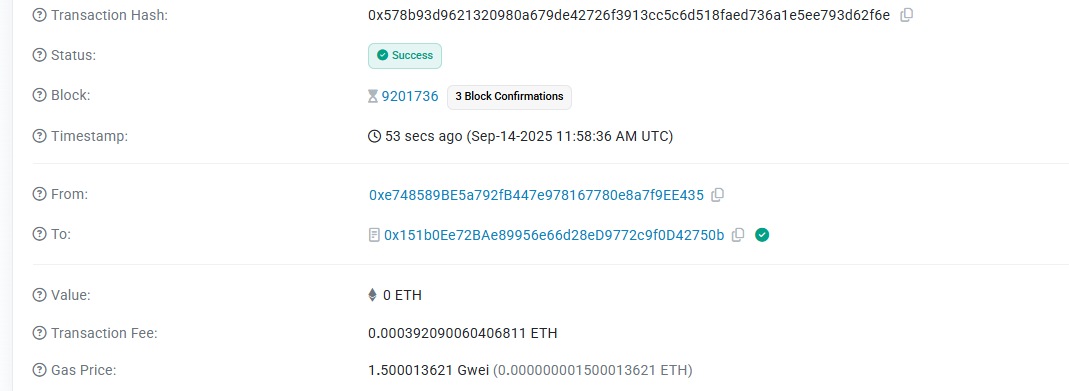 Transaction Hash: 0x578b93d9621320980a679de42726f3913cc5c6d518faed736a1e5ee793d62f6e
Status: Success
Block: 9201736 3 Block Confirmations
Timestamp: 53 secs ago (Sep-14-2025 11:58:36 AM UTC)
From: 0xe748589BE5a792fB447e978167780e8a7f9EE435
To: 0x151b0Ee72BAe89956e66d28eD9772c9f0D42750b
Value: 0 ETH
Transaction Fee: 0.000392090060406811 ETH
Gas Price: 1.500013621 Gwei (0.000000001500013621 ETH)